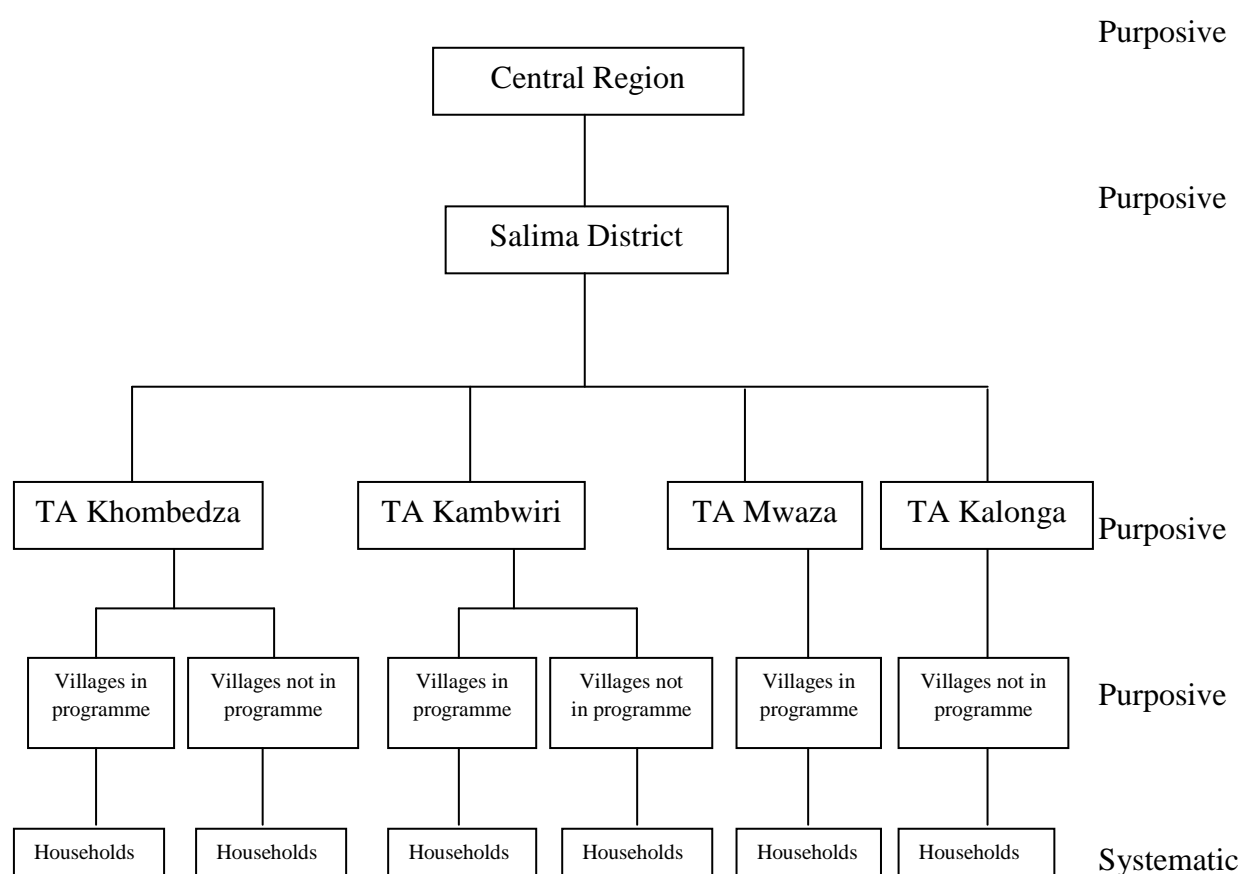 Purposive
Central Region
Purposive
Salima District
TA Khombedza
TA Kambwiri
TA Mwaza
TA Kalonga
Purposive
Villages in
programme
Villages not in
programme
Villages in
programme
Villages not
in programme
Villages in
programme
Villages not in
programme
Purposive
Households
Households
Households
Households
Households
Households
Systematic